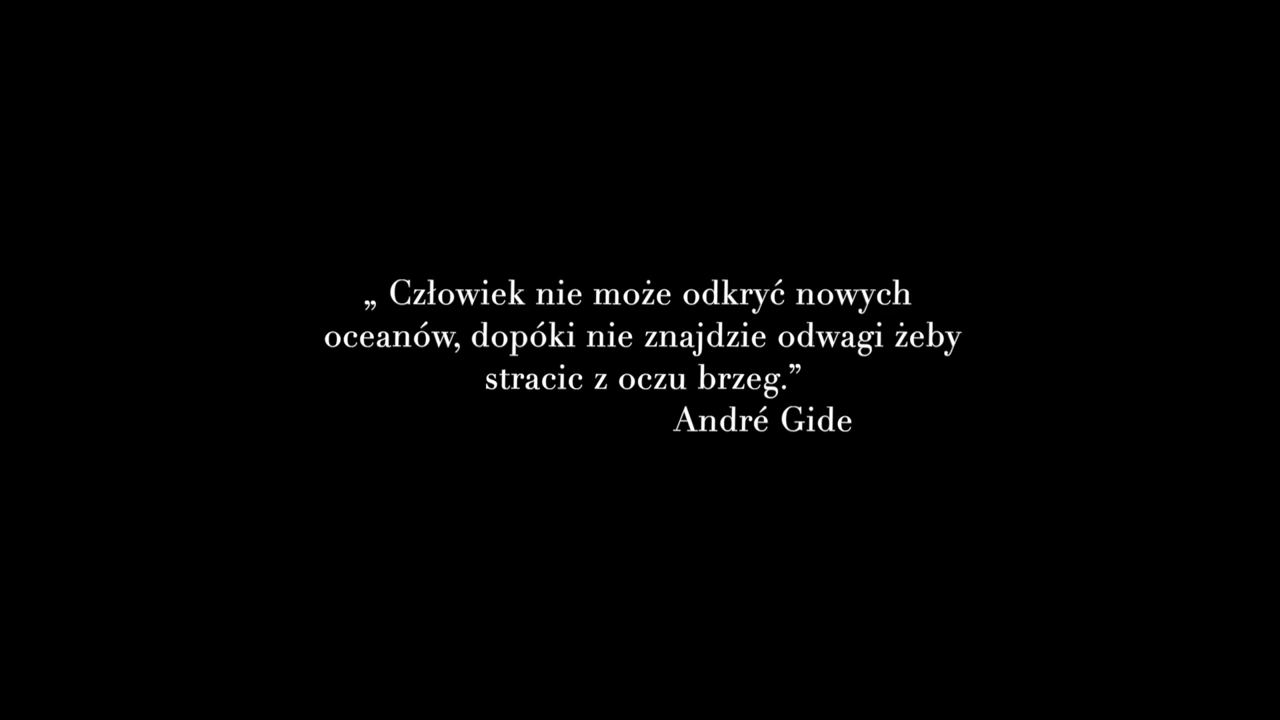 „ Człowiek nie może odkryć nowych
oceanów, dopóki nie znajdzie odwagi żeby
stracic z oczu brzeg.”
André Gide